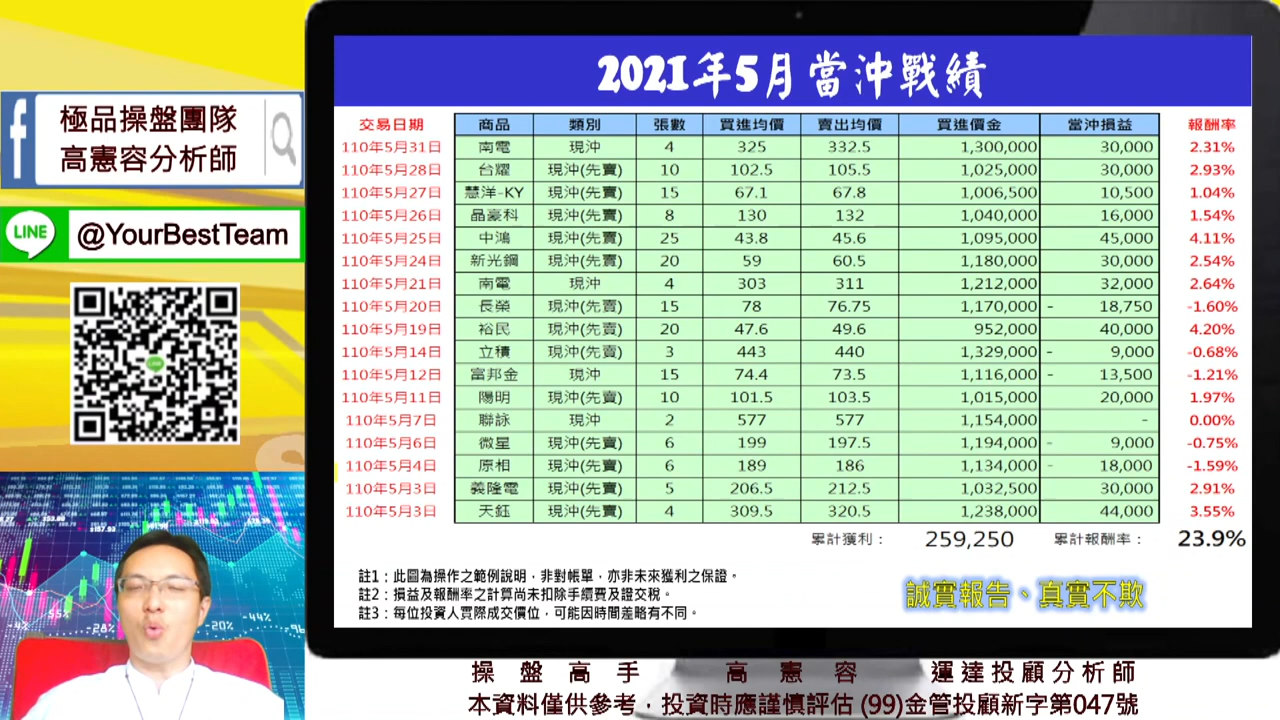 極品操盤團隊
高憲容分析師
LINE
@YourBestTeam
2021年5月當沖戰績
交易日期 商品 類別 張數 買進均價 賣出均價 買進價金 當沖損益 報酬率
110年5月31日 南電 現沖 4 325 332.5 1,300,000 30,000 2.31%
110年5月28日 台耀 現沖(先賣) 10 102.5 105.5 1,025,000 30,000 2.93%
110年5月27日 慧洋-KY 現沖(先賣) 15 67.1 67.8 1,006,500 10,500 1.04%
110年5月26日 晶豪科 現沖(先賣) 8 130 132 1,040,000 16,000 1.54%
110年5月25日 中鴻 現沖(先賣) 25 43.8 45.6 1,095,000 45,000 4.11%
110年5月24日 新光鋼 現沖(先賣) 20 59 60.5 1,180,000 30,000 2.54%
110年5月21日 南電 現沖 4 303 311 1,212,000 32,000 2.64%
110年5月20日 長榮 現沖(先賣) 15 78 76.75 1,170,000 - 18,750 -1.60%
110年5月19日 裕民 現沖(先賣) 20 47.6 49.6 952,000 40,000 4.20%
110年5月14日 立積 現沖(先賣) 3 443 440 1,329,000 - 9,000 -0.68%
110年5月12日 富邦金 現沖 15 74.4 73.5 1,116,000 - 13,500 -1.21%
110年5月11日 陽明 現沖(先賣) 10 101.5 103.5 1,015,000 20,000 1.97%
110年5月7日 聯詠 現沖 2 577 577 1,154,000 - 0.00%
110年5月6日 微星 現沖(先賣) 6 199 197.5 1,194,000 - 9,000 -0.75%
110年5月4日 原相 現沖(先賣) 6 189 186 1,134,000 - 18,000 -1.59%
110年5月3日 義隆電 現沖(先賣) 5 206.5 212.5 1,032,500 30,000 2.91%
110年5月3日 天鈺 現沖(先賣) 4 309.5 320.5 1,238,000 44,000 3.55%
累計獲利： 259,250 累計報酬率： 23.9%
註1：此圖為操作之範例說明，非對帳單，亦非未來獲利之保證。
註2：損益及報酬率之計算尚未扣除手續費及證交稅。
註3：每位投資人實際成交價位，可能因時間差略有不同。
誠實報告、真實不欺
操盤高手 高憲容 運達投顧分析師
本資料僅供參考，投資時應謹慎評估 (99)金管投顧新字第047號